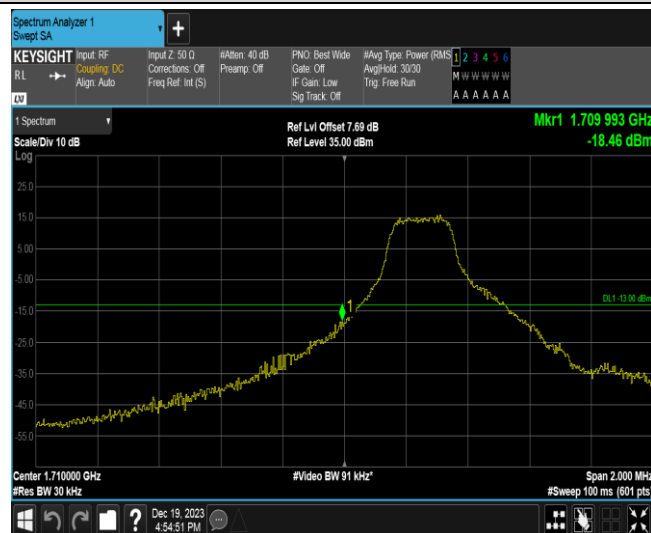 Spectrum Analyzer 1
Swept SA
+
KEYSIGHT
RL
LXI
Input: RF
Coupling: DC
Align: Auto
Input Z: 50 Ω
Corrections: Off
Freq Ref: Int (S)
#Atten: 40 dB
Preamp: Off
PNO: Best Wide
Gate: Off
IF Gain: Low
Sig Track: Off
#Avg Type: Power (RMS
Avg|Hold: 30/30
Trig: Free Run
1 2 3 4 5 6
M W W W W W
A A A A A A
1 Spectrum
Scale/Div 10 dB
Log
Ref Lvl Offset 7.69 dB
Ref Level 35.00 dBm
Mkr1 1.709 993 GHz
-18.46 dBm
25.0
15.0
5.00
-5.00
-15.0
-25.0
-35.0
-45.0
-55.0
1
DL1 -13.00 dBm
Center 1.710000 GHz
#Res BW 30 kHz
#Video BW 91 kHz*
Span 2.000 MHz
#Sweep 100 ms (601 pts)
?
Dec 19, 2023
4:54:51 PM